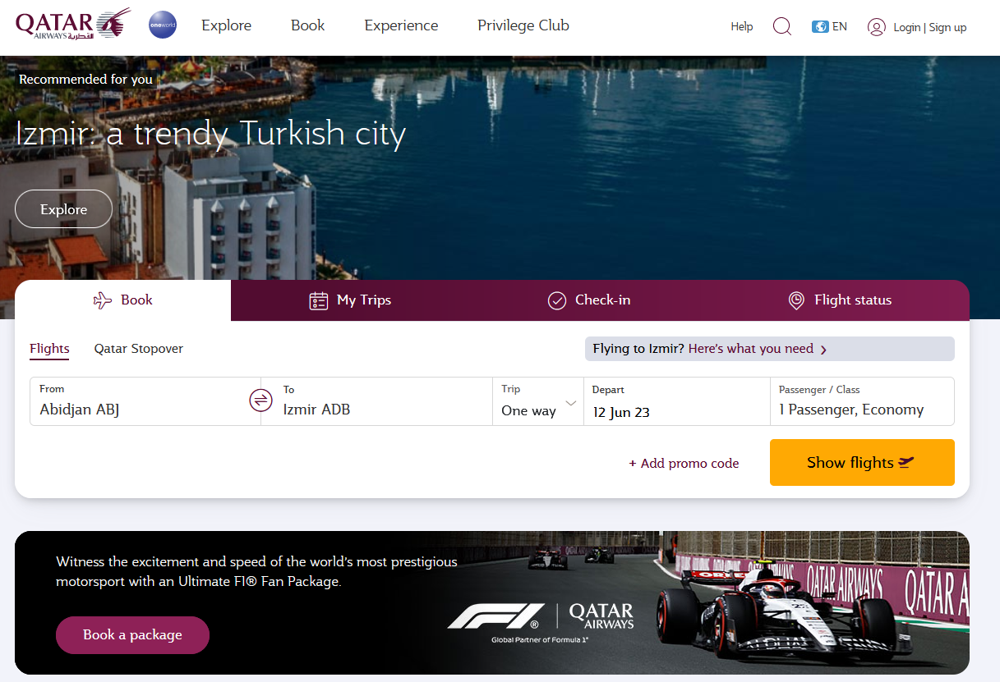 QATAR
AIRWAYS القطرية
oneworld
Explore
Book
Experience
Privilege Club
Help
EN
Login | Sign up
Recommended for you
Izmir: a trendy Turkish city
Explore
Book
My Trips
Check-in
Flight status
Flights
Qatar Stopover
Flying to Izmir? Here's what you need
From
Abidjan ABJ
To
Izmir ADB
Trip
One way
Depart
12 Jun 23
Passenger / Class
1 Passenger, Economy
+ Add promo code
Show flights
Witness the excitement and speed of the world's most prestigious
motorsport with an Ultimate F1® Fan Package.
Book a package
F1®
QATAR
AIRWAYS
Global Partner of Formula 1®
QATAR AIRWAYS
QATAR A